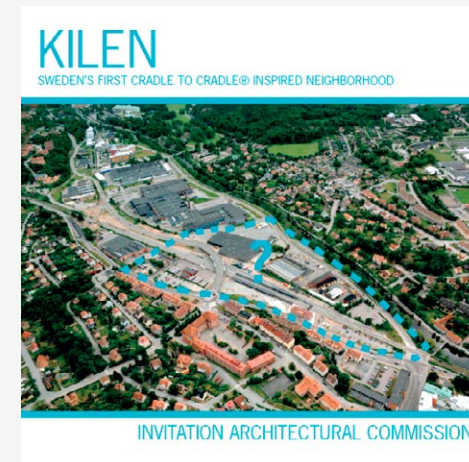 KILEN
SWEDEN'S FIRST CRADLE TO CRADLE® INSPIRED NEIGHBORHOOD
?
INVITATION ARCHITECTURAL COMMISSION